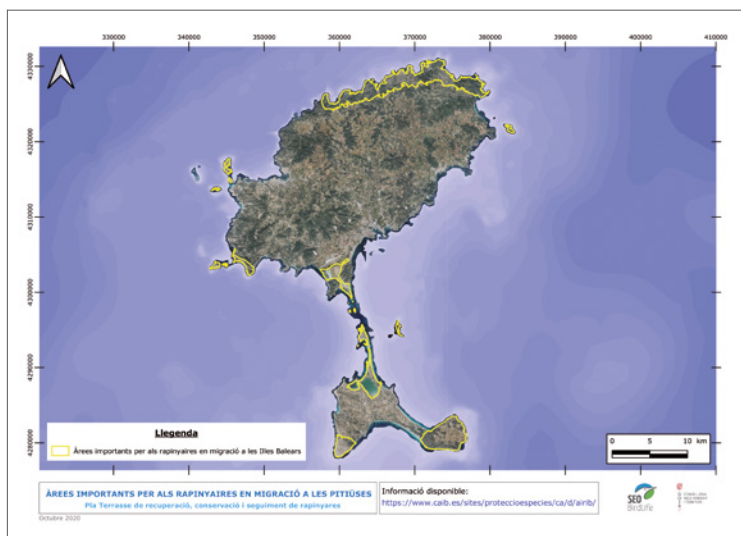 330000 340000 350000 360000 370000 380000 390000 400000 410000
4330000
4320000
4310000
4300000
4290000
4280000
Llegenda
Àrees importants per als rapinyaires en migració a les Illes Balears
0 5 10 km
ÀREES IMPORTANTS PER ALS RAPINYAIRES EN MIGRACIÓ A LES PITIÜSES
Pla Terrasse de recuperació, conservació i seguiment de rapinyares
Informació disponible:
https://www.caib.es/sites/proteccioespecies/ca/d/airib/
SEO
BirdLife
Octubre 2020